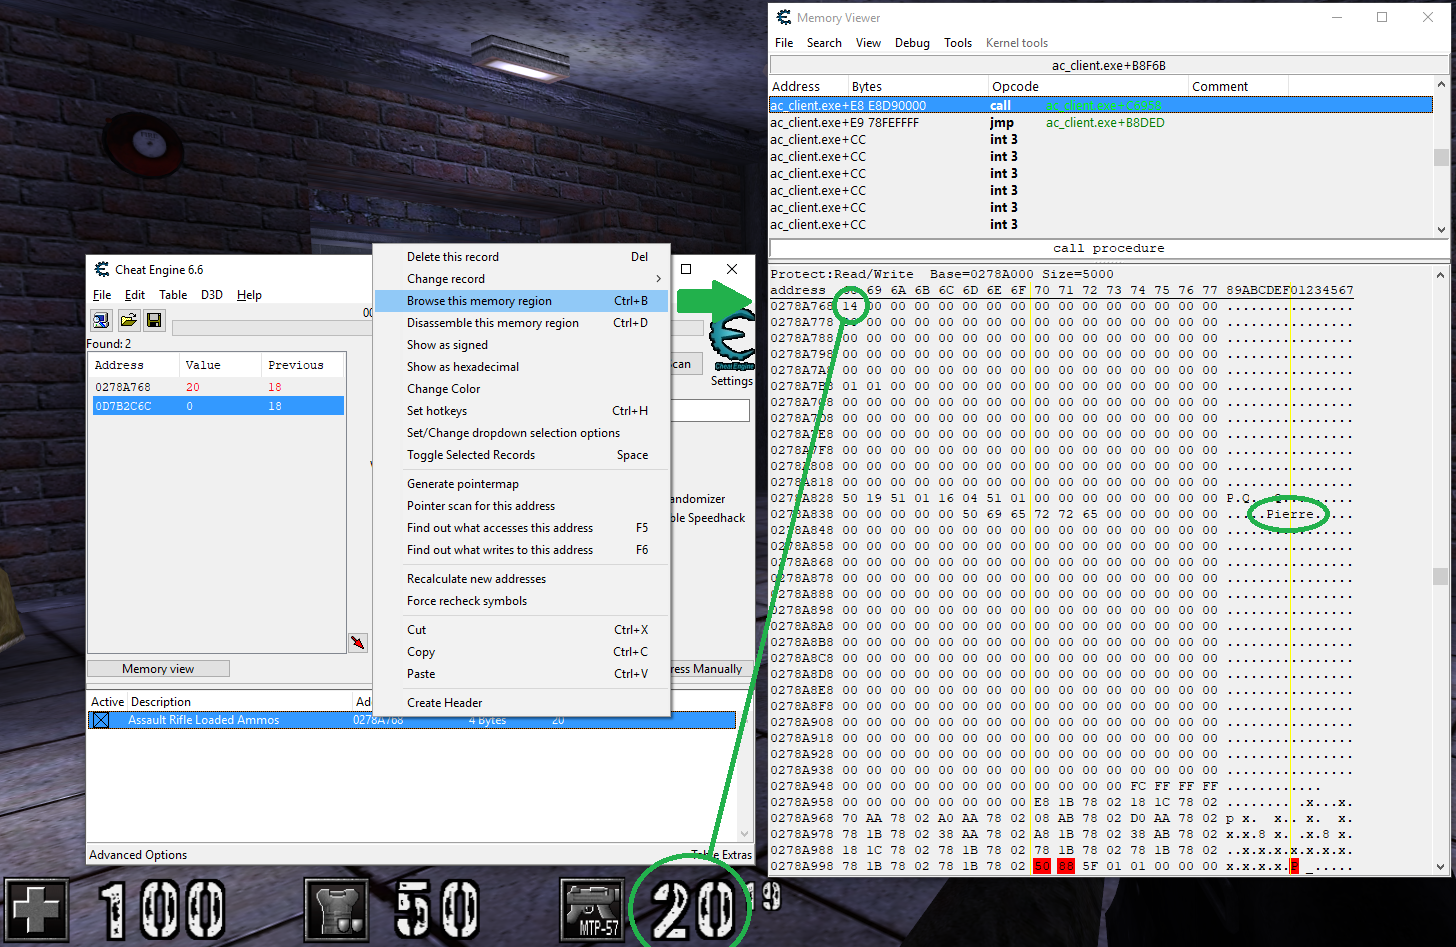 Cheat Engine 6.6
File Edit Table D3D Help
00
Found: 2
Address Value Previous
0278A768 20 18
0D7B2C6C 0 18
can
Cheat Engine
Settings
andomizer
ble Speedhack
Memory view
ress Manually
Active Description Ad
Assault Rifle Loaded Ammos 0278A768 4 Bytes 20
Advanced Options
Table Extras
Delete this record Del
Change record
Browse this memory region Ctrl+B
Disassemble this memory region Ctrl+D
Show as signed
Show as hexadecimal
Change Color
Set hotkeys Ctrl+H
Set/Change dropdown selection options
Toggle Selected Records Space
Generate pointermap
Pointer scan for this address
Find out what accesses this address F5
Find out what writes to this address F6
Recalculate new addresses
Force recheck symbols
Cut Ctrl+X
Copy Ctrl+C
Paste Ctrl+V
Create Header
Memory Viewer
File Search View Debug Tools Kernel tools
ac_client.exe+B8F6B
Address Bytes Opcode Comment
ac_client.exe+E8 E8D90000 call ac_client.exe+C695B
ac_client.exe+E9 78FEFFFF jmp ac_client.exe+B8DED
ac_client.exe+CC int 3
ac_client.exe+CC int 3
ac_client.exe+CC int 3
ac_client.exe+CC int 3
ac_client.exe+CC int 3
ac_client.exe+CC int 3
call procedure
Protect:Read/Write Base=0278A000 Size=5000
address 68 69 6A 6B 6C 6D 6E 6F 70 71 72 73 74 75 76 77 89ABCDEF01234567
0278A768 14 00 00 00 00 00 00 00 00 00 00 00 00 00 00 00 ................
0278A778 00 00 00 00 00 00 00 00 00 00 00 00 00 00 00 ................
0278A788 00 00 00 00 00 00 00 00 00 00 00 00 00 00 00 00 ................
0278A798 00 00 00 00 00 00 00 00 00 00 00 00 00 00 00 00 ................
0278A7A8 00 00 00 00 00 00 00 00 00 00 00 00 00 00 00 00 ................
0278A7B8 01 01 00 00 00 00 00 00 00 00 00 00 00 00 00 00 ................
0278A7C8 00 00 00 00 00 00 00 00 00 00 00 00 00 00 00 00 ................
0278A7D8 00 00 00 00 00 00 00 00 00 00 00 00 00 00 00 00 ................
0278A7E8 00 00 00 00 00 00 00 00 00 00 00 00 00 00 00 00 ................
0278A7F8 00 00 00 00 00 00 00 00 00 00 00 00 00 00 00 00 ................
0278A808 00 00 00 00 00 00 00 00 00 00 00 00 00 00 00 00 ................
0278A818 00 00 00 00 00 00 00 00 00 00 00 00 00 00 00 00 ................
0278A828 50 19 51 01 16 04 51 01 00 00 00 00 00 00 00 00 P.Q...Q.........
0278A838 00 00 00 00 00 50 69 65 72 72 65 00 00 00 00 00 .....Pierre.....
0278A848 00 00 00 00 00 00 00 00 00 00 00 00 00 00 00 00 ................
0278A858 00 00 00 00 00 00 00 00 00 00 00 00 00 00 00 00 ................
0278A868 00 00 00 00 00 00 00 00 00 00 00 00 00 00 00 00 ................
0278A878 00 00 00 00 00 00 00 00 00 00 00 00 00 00 00 00 ................
0278A888 00 00 00 00 00 00 00 00 00 00 00 00 00 00 00 00 ................
0278A898 00 00 00 00 00 00 00 00 00 00 00 00 00 00 00 00 ................
0278A8A8 00 00 00 00 00 00 00 00 00 00 00 00 00 00 00 00 ................
0278A8B8 00 00 00 00 00 00 00 00 00 00 00 00 00 00 00 00 ................
0278A8C8 00 00 00 00 00 00 00 00 00 00 00 00 00 00 00 00 ................
0278A8D8 00 00 00 00 00 00 00 00 00 00 00 00 00 00 00 00 ................
0278A8E8 00 00 00 00 00 00 00 00 00 00 00 00 00 00 00 00 ................
0278A8F8 00 00 00 00 00 00 00 00 00 00 00 00 00 00 00 00 ................
0278A908 00 00 00 00 00 00 00 00 00 00 00 00 00 00 00 00 ................
0278A918 00 00 00 00 00 00 00 00 00 00 00 00 00 00 00 00 ................
0278A928 00 00 00 00 00 00 00 00 00 00 00 00 00 00 00 00 ................
0278A938 00 00 00 00 00 00 00 00 00 00 00 00 00 00 00 00 ................
0278A948 00 00 00 00 00 00 00 00 00 00 00 00 FC FF FF FF ............
0278A958 00 00 00 00 00 00 00 00 E8 1B 78 02 18 1C 78 02 ......... .x...x.
0278A968 70 AA 78 02 A0 AA 78 02 08 AB 78 02 D0 AA 78 02 p x. x.. x. x.
0278A978 78 1B 78 02 38 AA 78 02 A8 1B 78 02 38 AB 78 02 x.x.8 x. .x.8 x.
0278A988 18 1C 78 02 78 1B 78 02 78 1B 78 02 78 1B 78 02 ..x.x.x.x.x.x.x.
0278A998 78 1B 78 02 78 1B 78 02 50 88 5F 01 01 00 00 00 x.x.x.x.P _.....
100
50
MTP-57
20 19